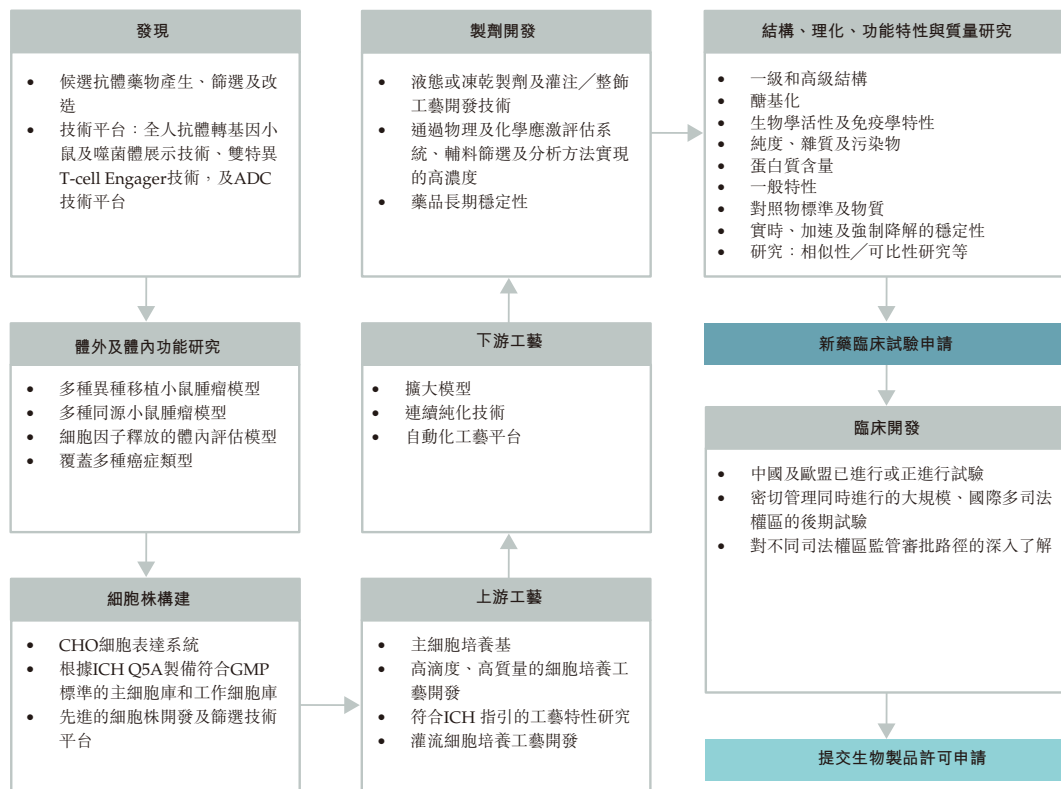 發現
• 候選抗體藥物產生、篩選及改
造
• 技術平台：全人抗體轉基因小
鼠及噬菌體展示技術、雙特異
T-cell Engager技術，及ADC
技術平台
體外及體內功能研究
• 多種異種移植小鼠腫瘤模型
• 多種同源小鼠腫瘤模型
• 細胞因子釋放的體內評估模型
• 覆蓋多種癌症類型
細胞株構建
• CHO細胞表達系統
• 根據ICH Q5A製備符合GMP
標準的主細胞庫和工作細胞庫
• 先進的細胞株開發及篩選技術
平台
上游工藝
• 主細胞培養基
• 高滴度、高質量的細胞培養工
藝開發
• 符合ICH 指引的工藝特性研究
• 灌流細胞培養工藝開發
下游工藝
• 擴大模型
• 連續純化技術
• 自動化工藝平台
製劑開發
• 液態或凍乾製劑及灌注／整飾
工藝開發技術
• 通過物理及化學應激評估系
統、輔料篩選及分析方法實現
的高濃度
• 藥品長期穩定性
結構、理化、功能特性與質量研究
• 一級和高級結構
• 醣基化
• 生物學活性及免疫學特性
• 純度、雜質及污染物
• 蛋白質含量
• 一般特性
• 對照物標準及物質
• 實時、加速及強制降解的穩定性
• 研究：相似性／可比性研究等
新藥臨床試驗申請
臨床開發
• 中國及歐盟已進行或正進行試驗
• 密切管理同時進行的大規模、國際多司法
權區的後期試驗
• 對不同司法權區監管審批路徑的深入了解
提交生物製品許可申請